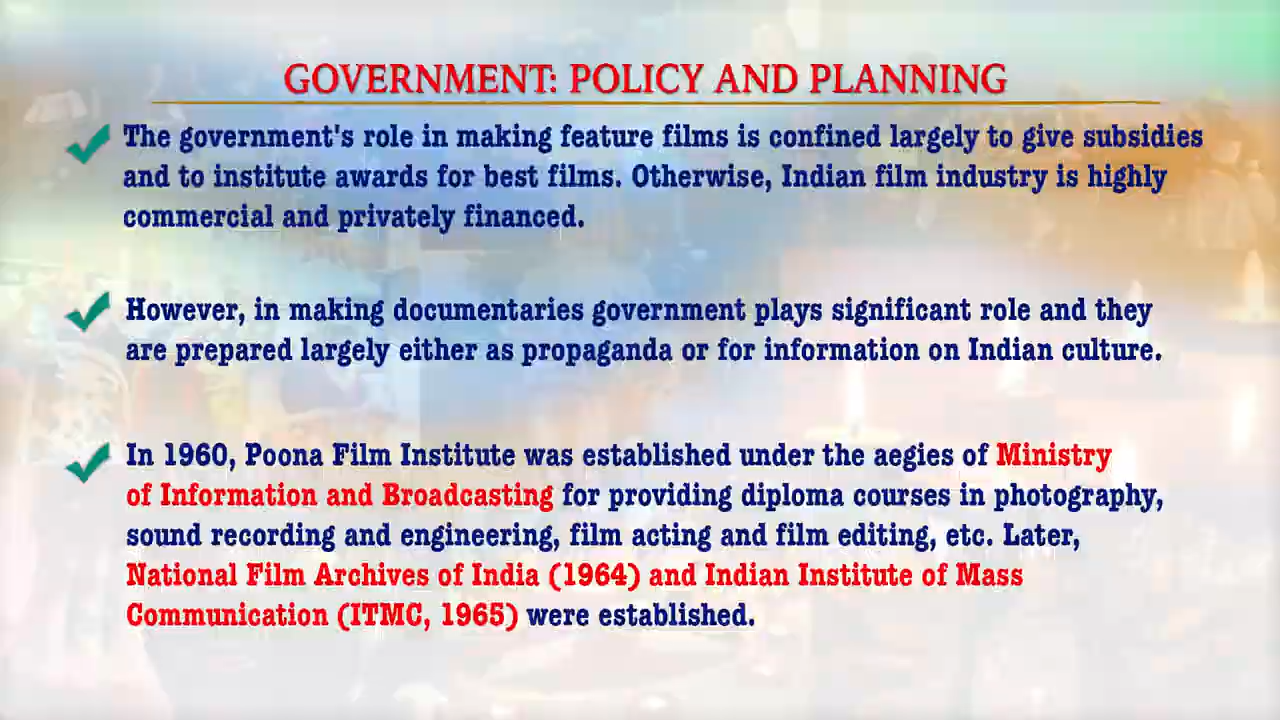 GOVERNMENT: POLICY AND PLANNING
The government's role in making feature films is confined largely to give subsidies
and to institute awards for best films. Otherwise, Indian film industry is highly
commercial and privately financed.
However, in making documentaries government plays significant role and they
are prepared largely either as propaganda or for information on Indian culture.
In 1960, Poona Film Institute was established under the aegies of Ministry
of Information and Broadcasting for providing diploma courses in photography,
sound recording and engineering, film acting and film editing, etc. Later,
National Film Archives of India (1964) and Indian Institute of Mass
Communication (ITMC, 1965) were established.